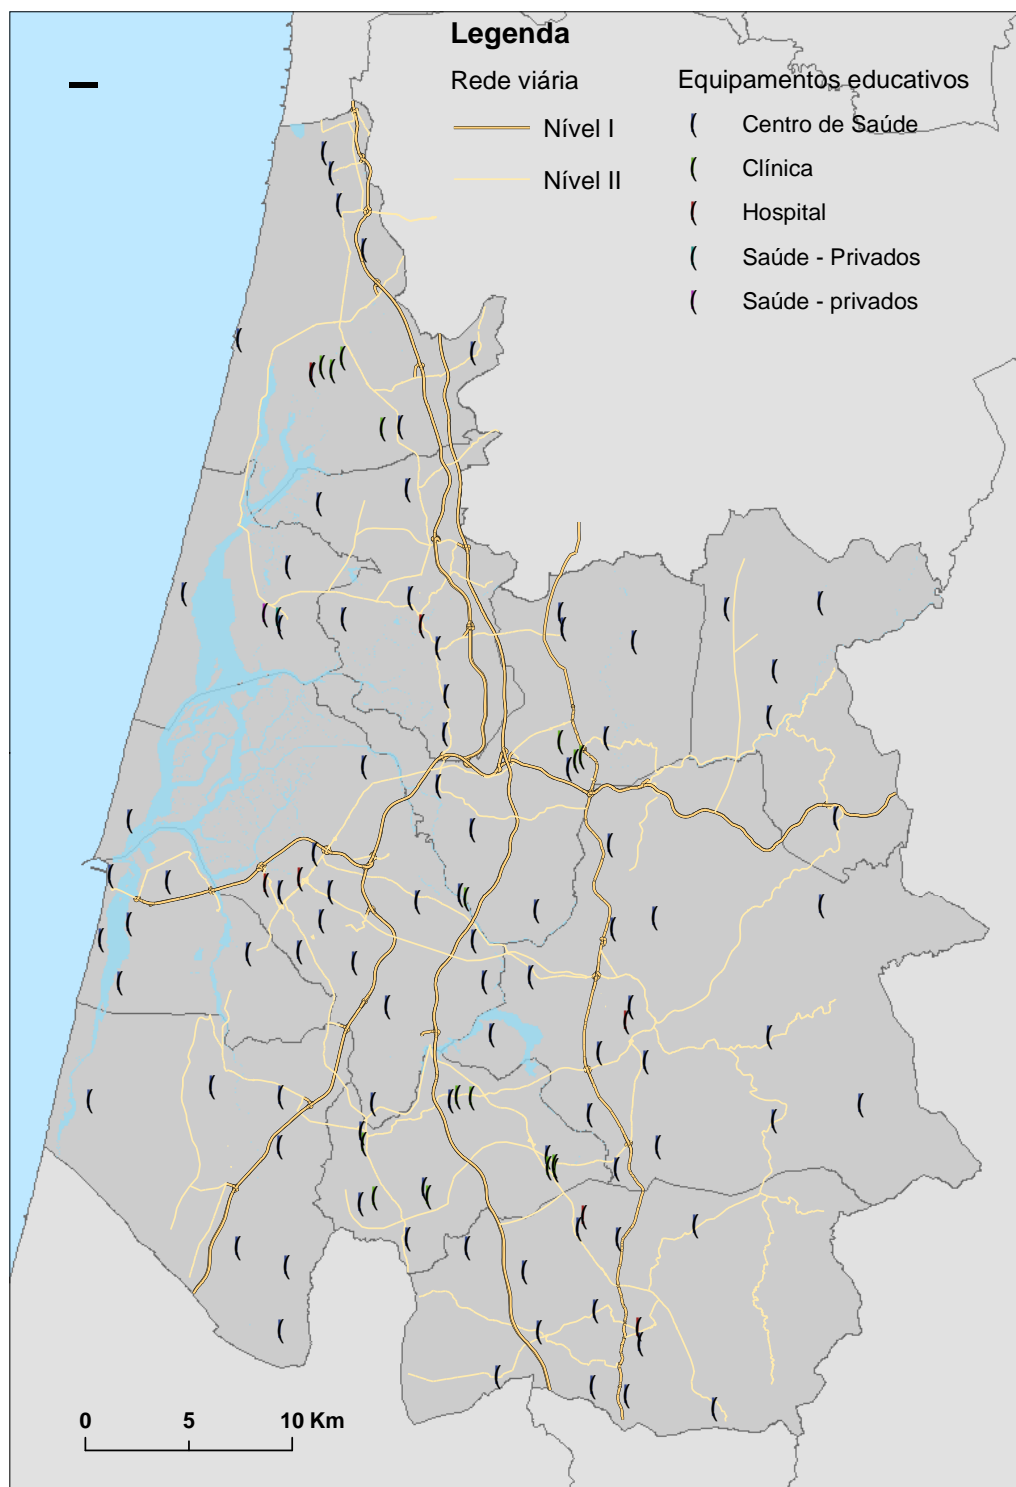 Legenda
Rede viária
Nível I
Nível II
Equipamentos educativos
Centro de Saúde
Clínica
Hospital
Saúde - Privados
Saúde - privados
0 5 10 Km